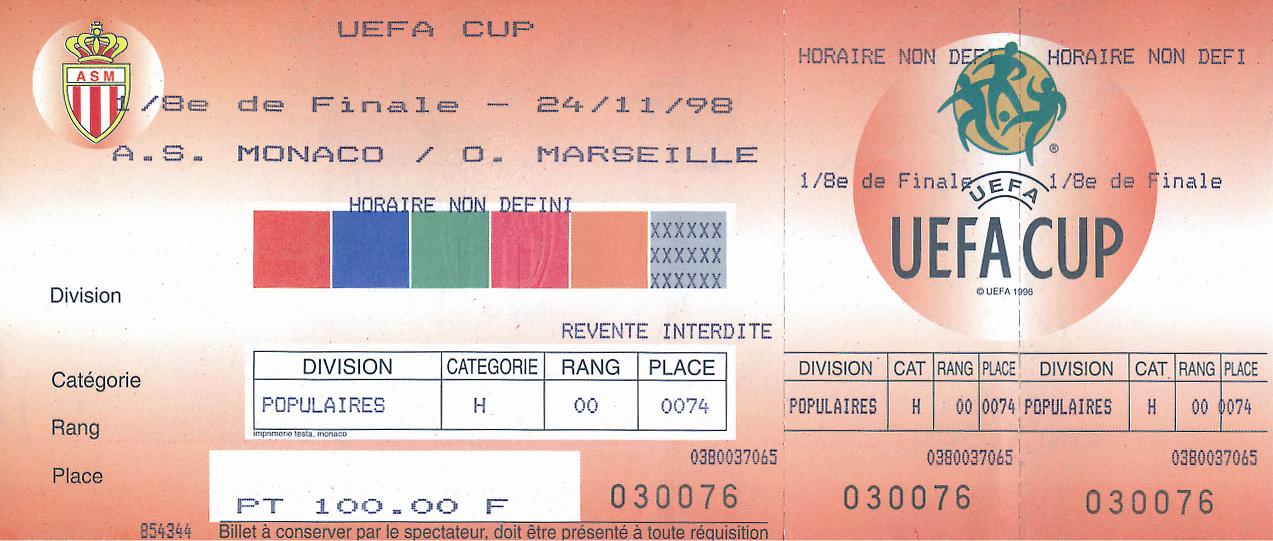 UEFA CUP
ASM
1/8e de Finale - 24/11/98
A.S. MONACO / O. MARSEILLE
HORAIRE NON DEFINI
XXXXXX
XXXXXX
XXXXXX
Division
REVENTE INTERDITE
DIVISION CATEGORIE RANG PLACE
POPULAIRES H 00 0074
imprimerie testa, monaco
Catégorie
Rang
Place
0380037065
PT 100.00 F
030076
854344
Billet à conserver par le spectateur, doit être présenté à toute réquisition
HORAIRE NON DEFI
1/8e de Finale
DIVISION CAT RANG PLACE
POPULAIRES H 00 0074
0380037065
030076
HORAIRE NON DEFI
1/8e de Finale
®
UEFA
UEFA CUP
© UEFA 1996
DIVISION CAT RANG PLACE
POPULAIRES H 00 0074
0380037065
030076